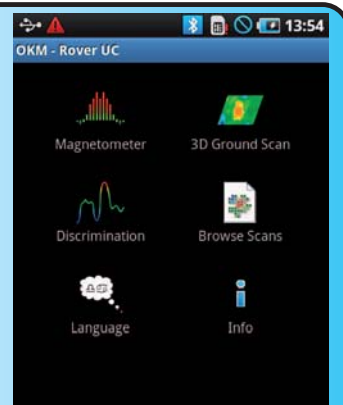 13:54
OKM - Rover UC
Magnetometer
3D Ground Scan
Discrimination
Browse Scans
Language
Info